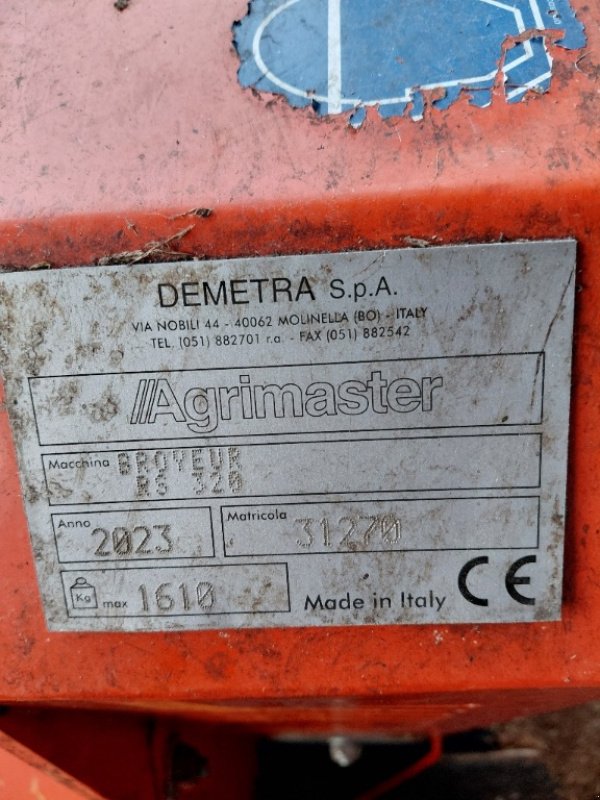 DEMETRA S.p.A.
VIA NOBILI 44 - 40062 MOLINELLA (BO) - ITALY
TEL. (051) 882701 r.a. - FAX (051) 882542
Agrimaster
Macchina BROYEUR
RS 320
Anno 2023
Matricola 31270
Kg max 1610
Made in Italy CE